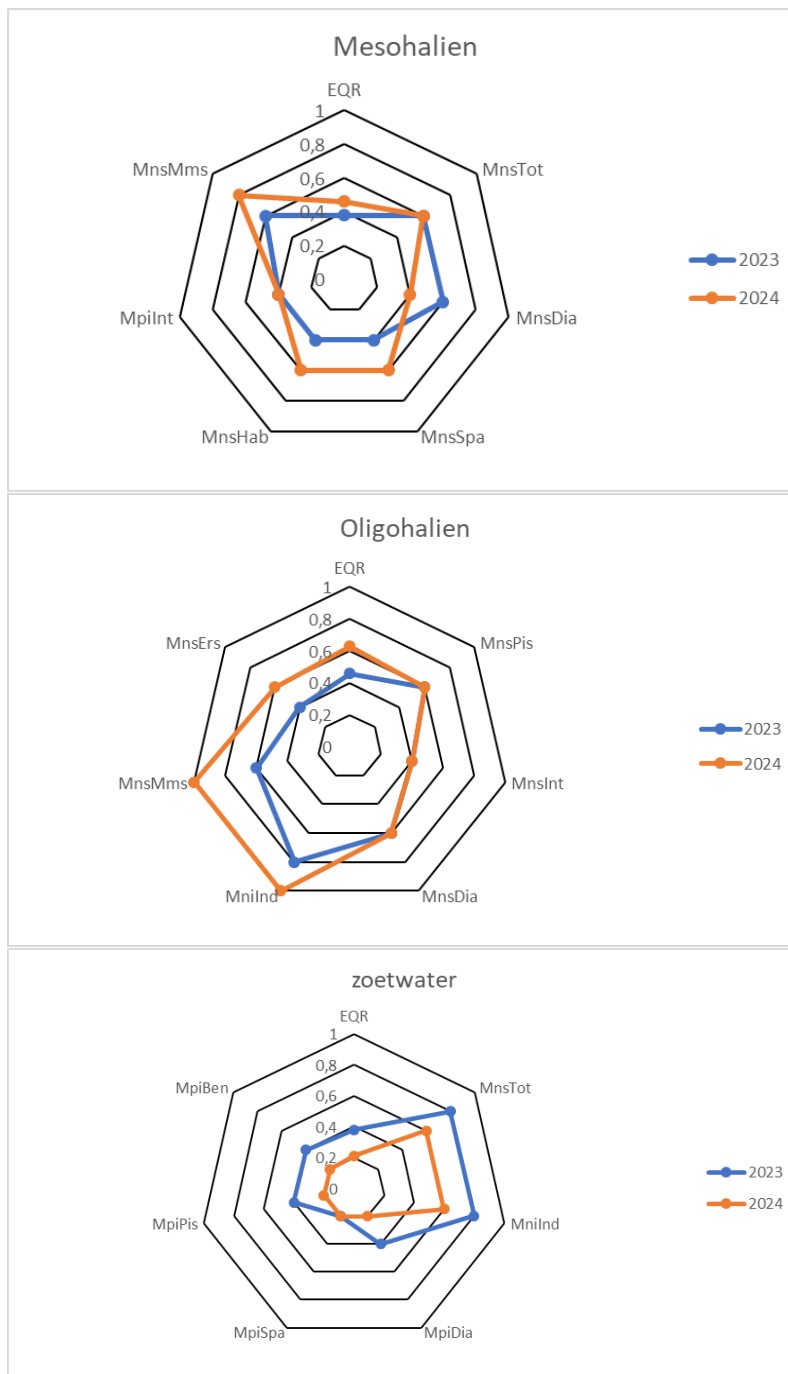 Mesohalien
EQR
1
0,8
0,6
0,4
0,2
0
MnsTot
MnsDia
MnsSpa
MnsHab
MpiInt
MnsMms
2023
2024
Oligohalien
EQR
1
0,8
0,6
0,4
0,2
0
MnsPis
MnsInt
MnsDia
MniInd
MnsMms
MnsErs
2023
2024
zoetwater
EQR
1
0,8
0,6
0,4
0,2
0
MnsTot
MniInd
MpiDia
MpiSpa
MpiPis
MpiBen
2023
2024